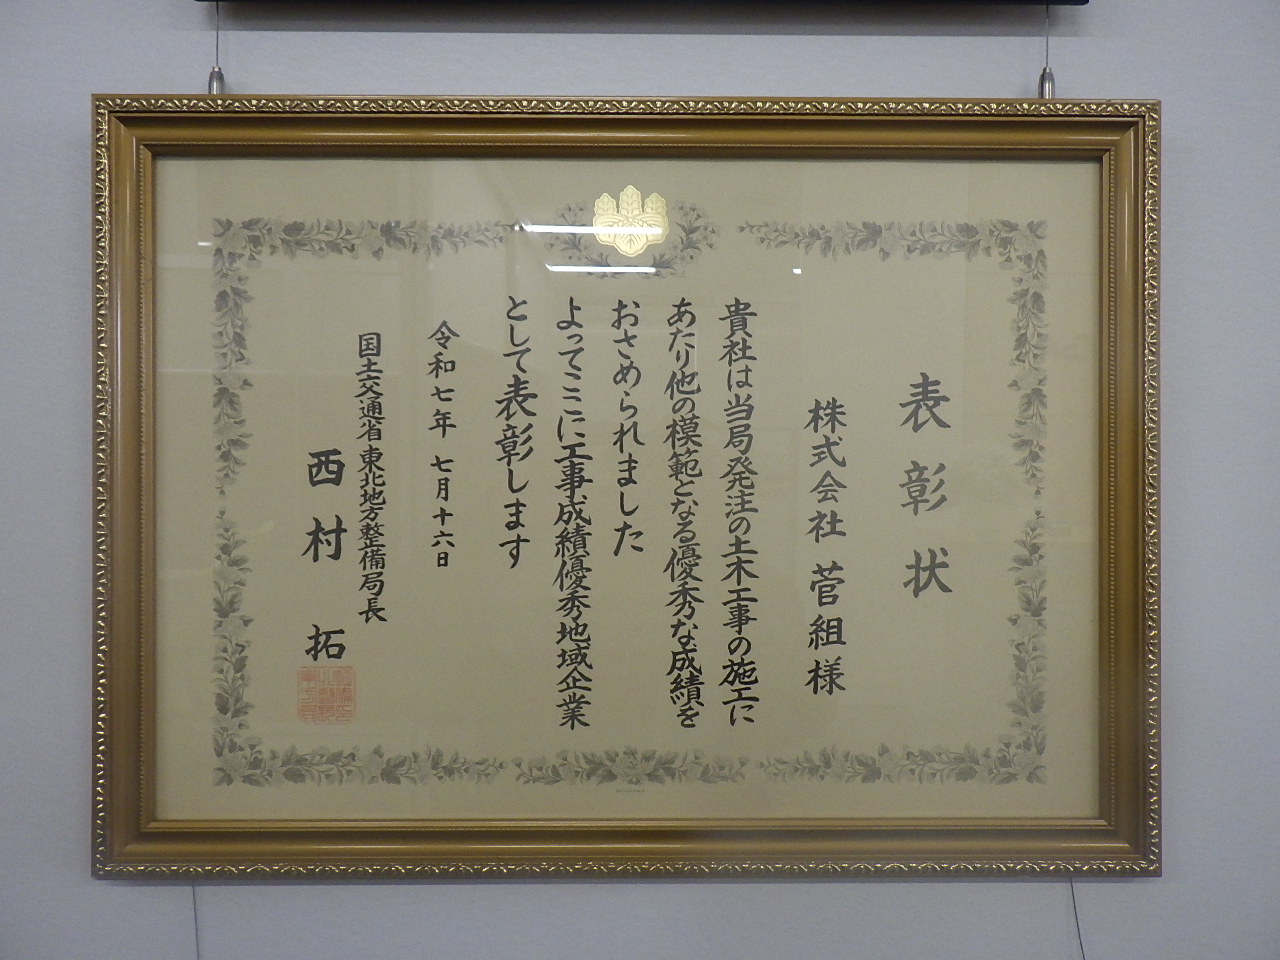 表彰状
株式会社 菅組様
貴社は当局発注の土木工事の施工に
あたり他の模範となる優秀な成績を
おさめられました
よってここに工事成績優秀地域企業
として表彰します
令和七年 七月十六日
国土交通省東北地方整備局長
西村 拓